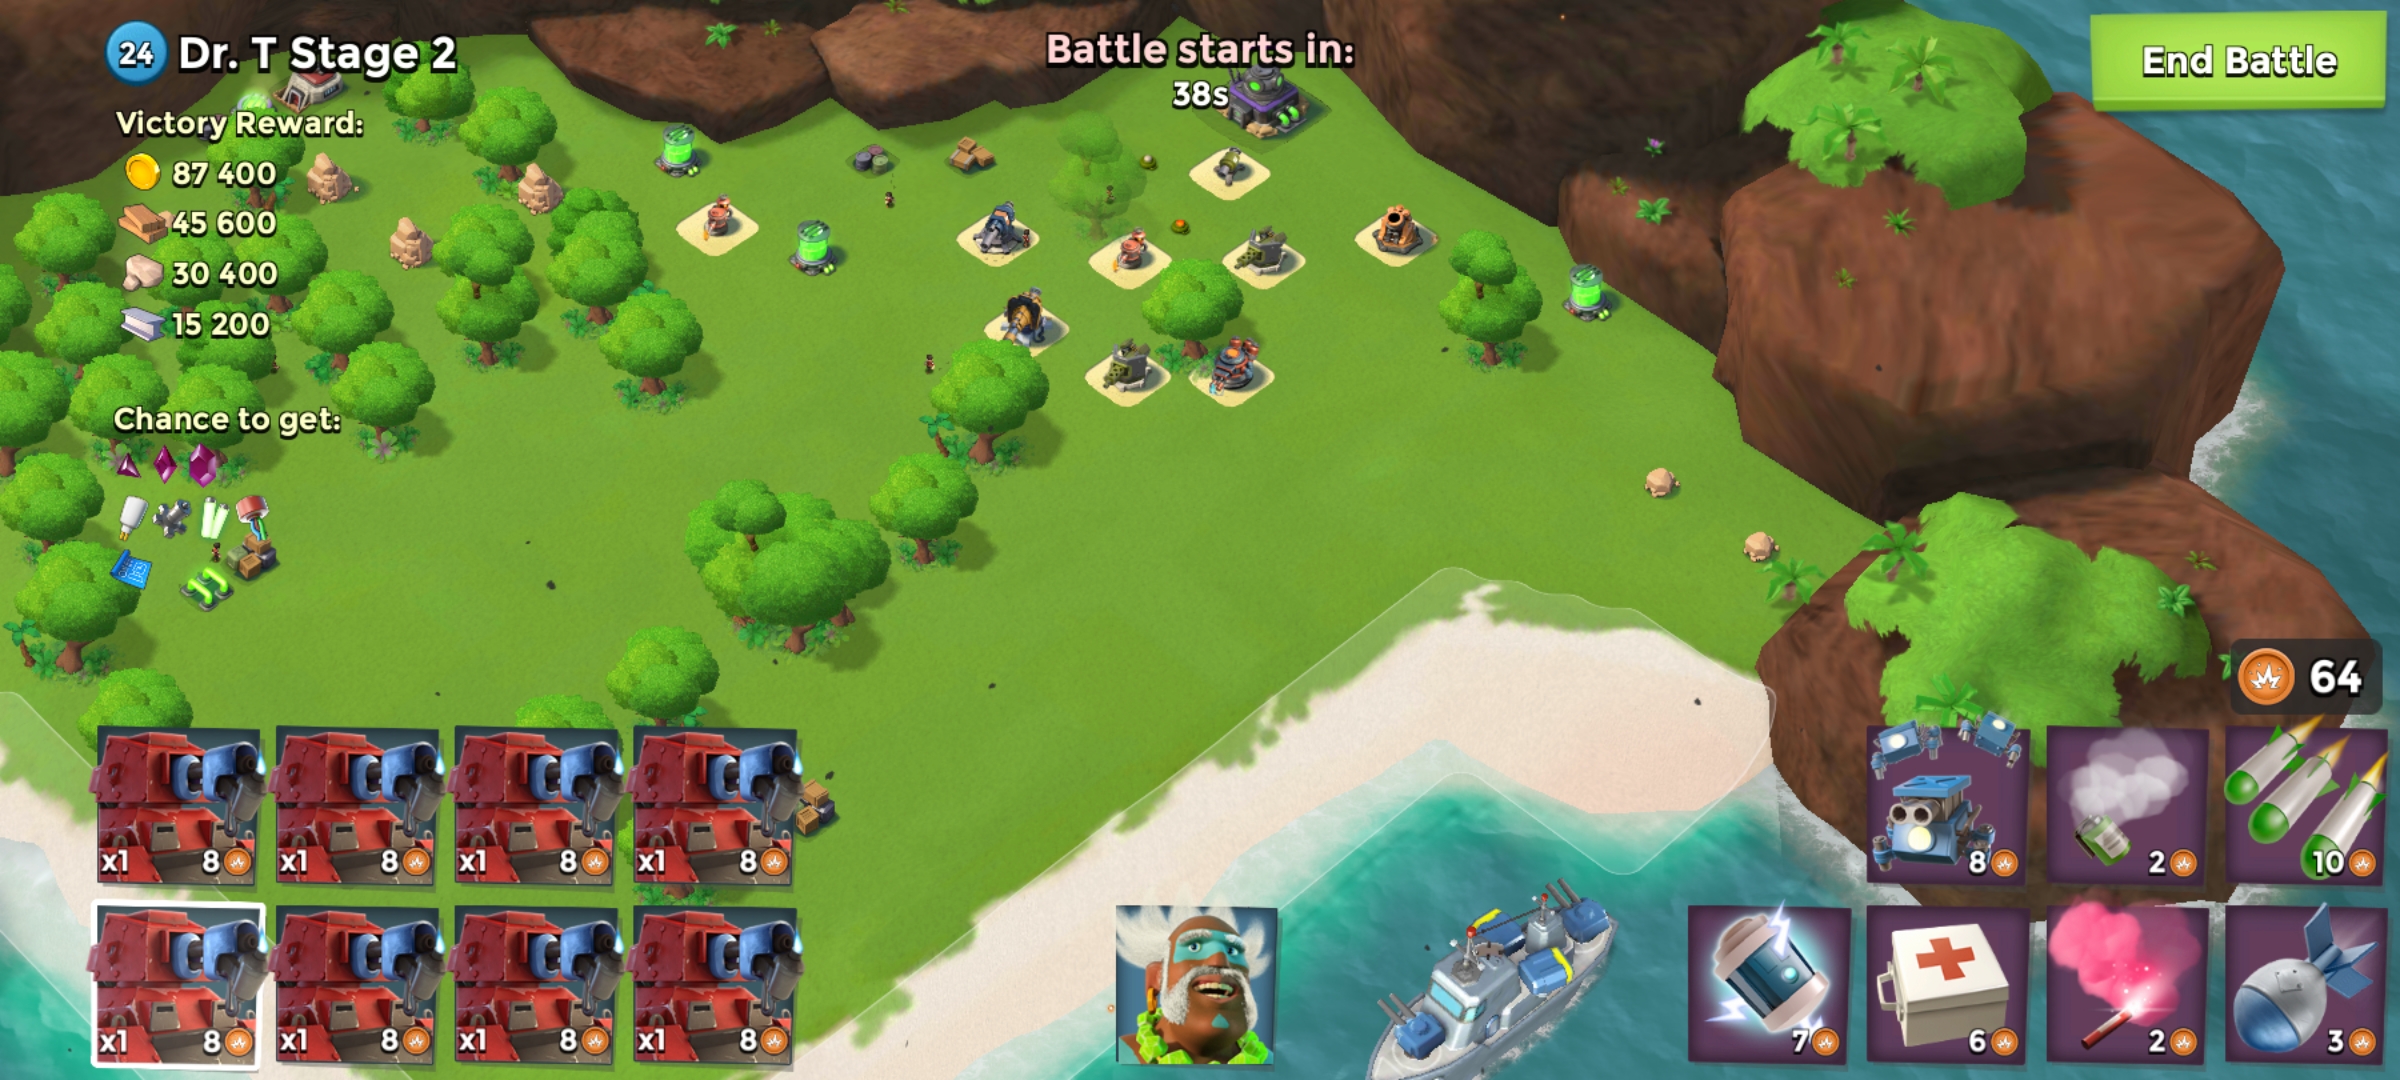 24 Dr. T Stage 2
Battle starts in:
38s
End Battle
Victory Reward:
87 400
45 600
30 400
15 200
Chance to get:
64
x1 8 x1 8 x1 8 x1 8
8 2 10
x1 8 x1 8 x1 8 x1 8
7 6 2 3